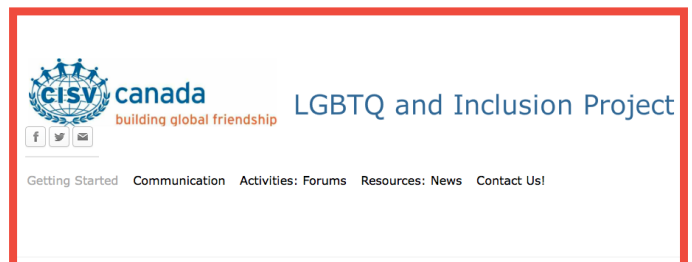 CISV canada
building global friendship
LGBTQ and Inclusion Project
Getting Started Communication Activities: Forums Resources: News Contact Us!